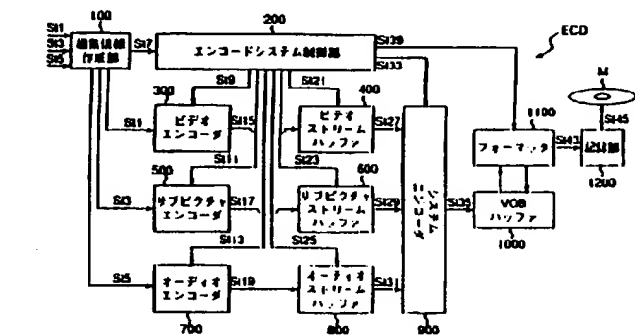 100
200
ECD
St1
St3
St5
編集情報
作成部
St7
エンコードシステム制御部
St39
St33
St9
St21
M
300
400
1100
St45
St1
ビデオ
エンコーダ
St15
ビデオ
ストリーム
バッファ
St27
フォーマッタ
St43
記録部
1200
St11
St23
500
600
St3
サブピクチャ
エンコーダ
St17
サブピクチャ
ストリーム
バッファ
St29
システム
エンコーダ
St35
VOB
バッファ
1000
St13
St25
St5
オーディオ
エンコーダ
St19
オーディオ
ストリーム
バッファ
St31
700
800
900